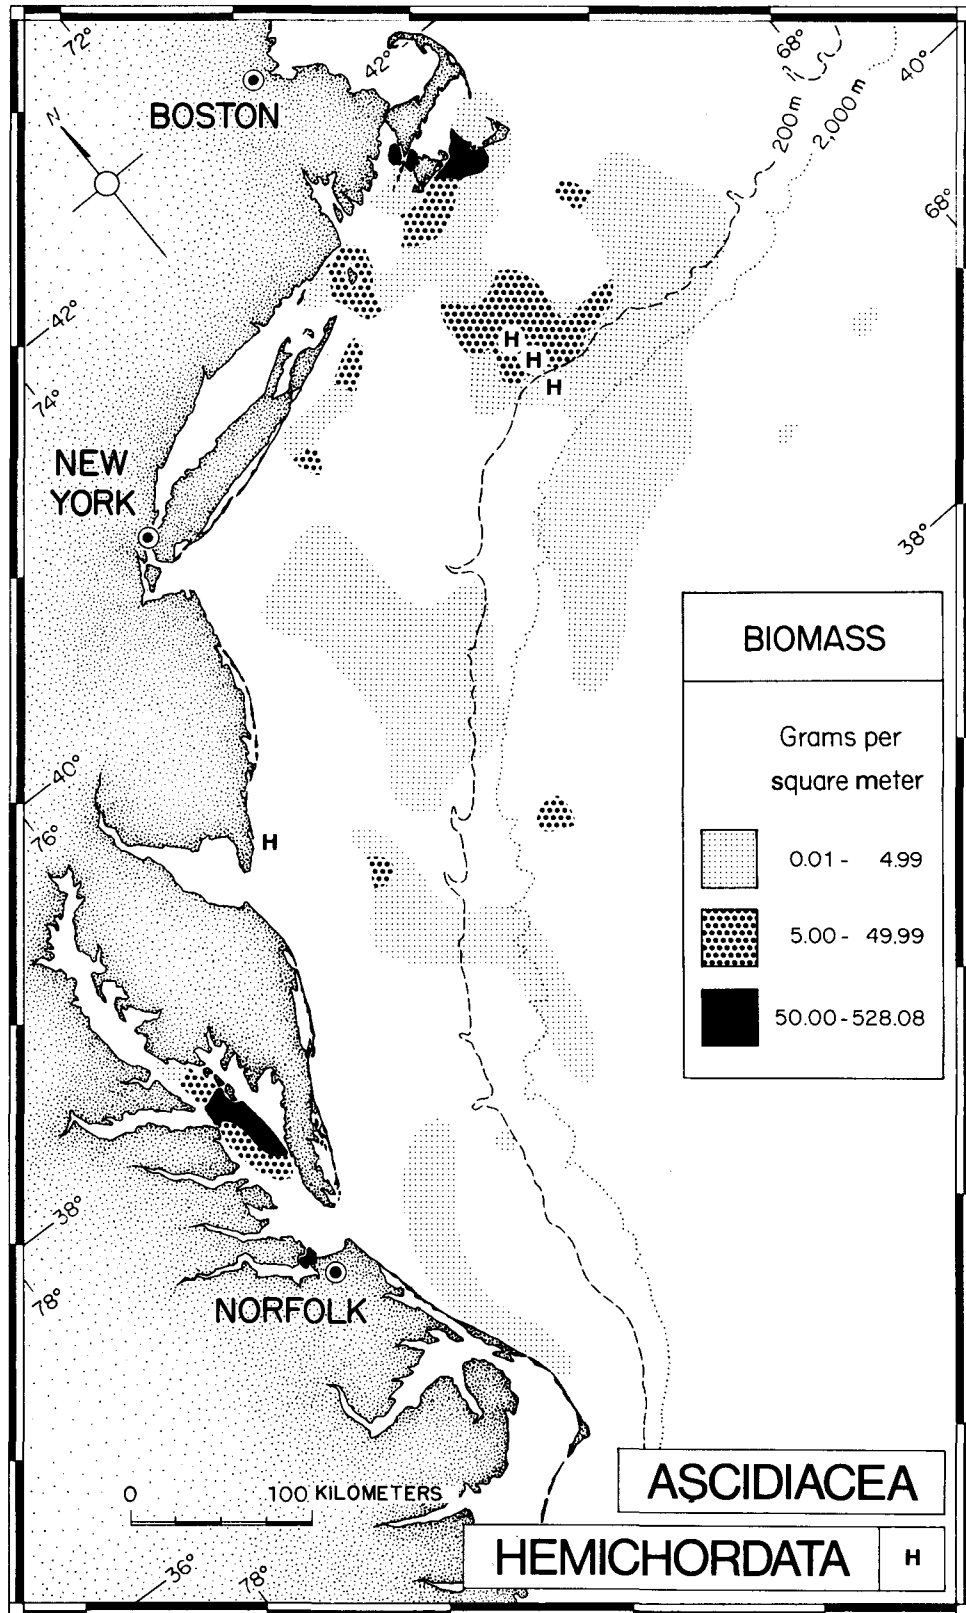 72°
42°
68°
40°
BOSTON
N
200 m
2,000 m
68°
42°
74°
H
H
H
NEW
YORK
38°
BIOMASS
Grams per
square meter
0.01 - 4.99
5.00 - 49.99
50.00 - 528.08
40°
76°
H
38°
78°
NORFOLK
0 100 KILOMETERS
ASCIDIACEA
HEMICHORDATA H
36°
78°